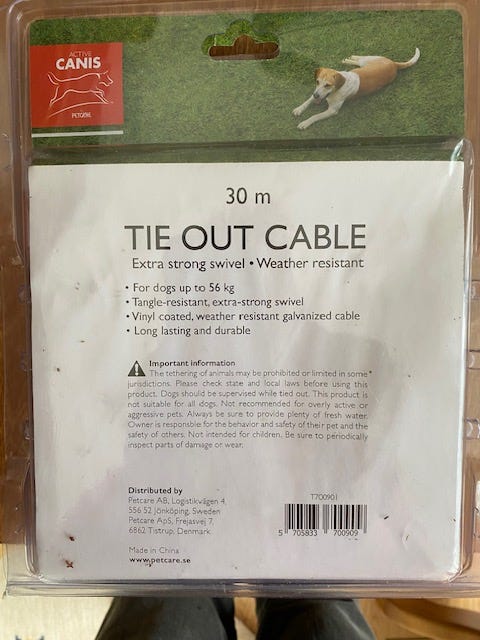 ACTIVE
CANIS
PETCARE
30 m
TIE OUT CABLE
Extra strong swivel • Weather resistant
• For dogs up to 56 kg
• Tangle-resistant, extra-strong swivel
• Vinyl coated, weather resistant galvanized cable
• Long lasting and durable
Important information
The tethering of animals may be prohibited or limited in some
jurisdictions. Please check state and local laws before using this
product. Dogs should be supervised while tied out. This product is
not suitable for all dogs. Not recommended for overly active or
aggressive pets. Always be sure to provide plenty of fresh water.
Owner is responsible for the behavior and safety of their pet and the
safety of others. Not intended for children. Be sure to periodically
inspect parts of damage or wear.
Distributed by
Petcare AB, Logistikvägen 4,
556 52 Jönköping, Sweden
Petcare ApS, Frejasvej 7,
6862 Tistrup, Denmark
Made in China
www.petcare.se
T700901
5 705833 700909